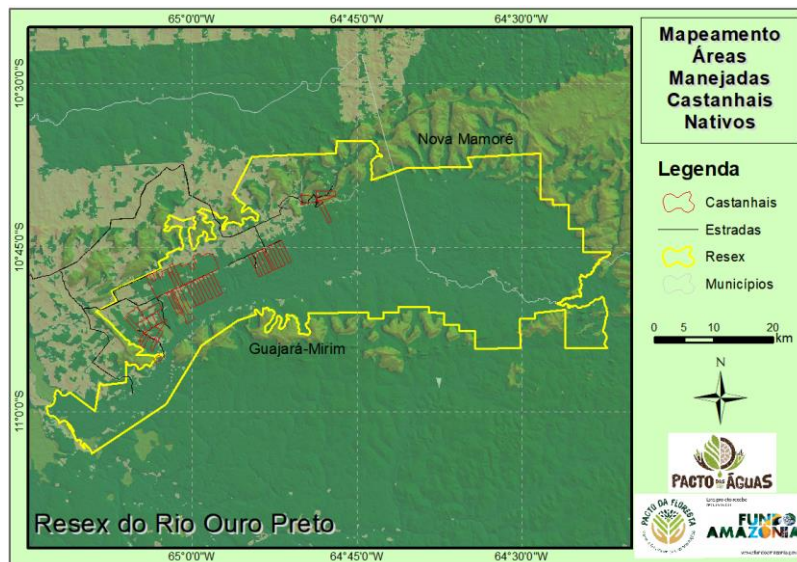 65°0'0"W
64°45'0"W
64°30'0"W
Mapeamento
Áreas
Manejadas
Castanhais
Nativos
10°30'0"S
10°45'0"S
11°0'0"S
Nova Mamoré
Guajará-Mirim
Resex do Rio Ouro Preto
65°0'0"W
64°45'0"W
64°30'0"W
Legenda
Castanhais
Estradas
Resex
Municípios
0 5 10 20
km
N
PACTO DAS ÁGUAS
PACTO DA FLORESTA
FUNDO
AMAZÔNIA